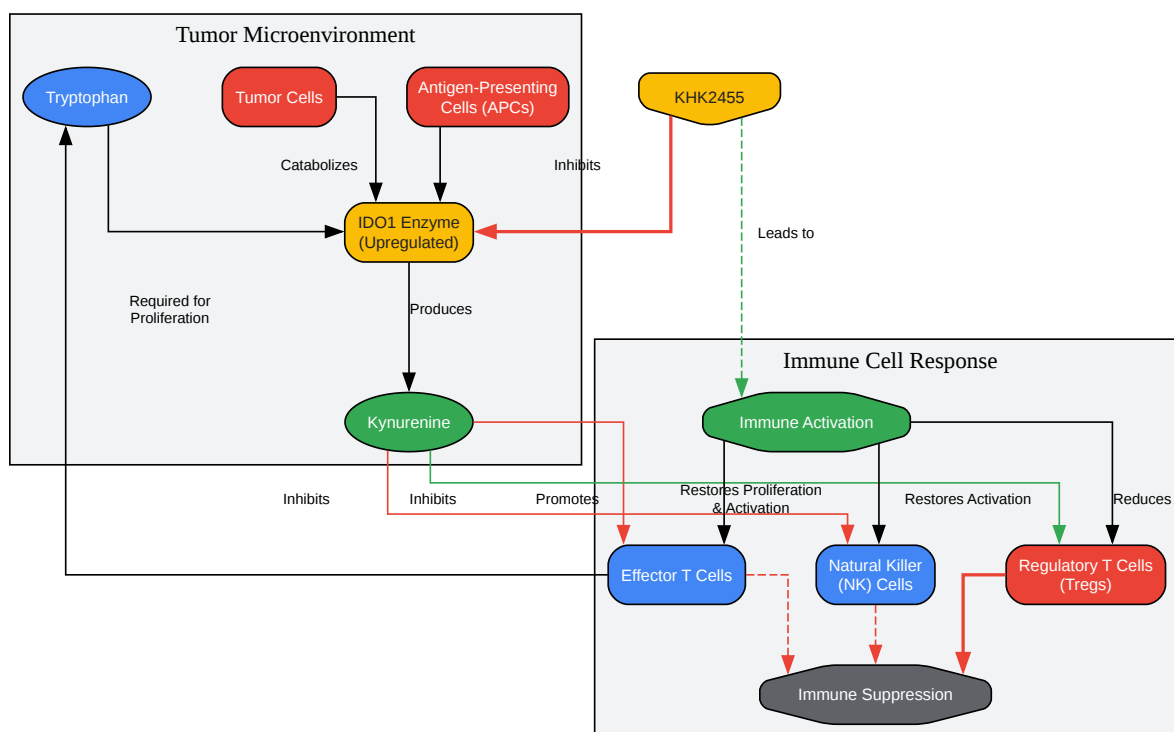 Tumor Microenvironment
Tryptophan
Tumor Cells
Antigen-Presenting
Cells (APCs)
KHK2455
Catabolizes
Inhibits
IDO1 Enzyme
(Upregulated)
Leads to
Required for
Proliferation
Produces
Immune Cell Response
Kynurenine
Immune Activation
Inhibits
Inhibits
Promotes
Restores Proliferation
& Activation
Restores Activation
Reduces
Effector T Cells
Natural Killer
(NK) Cells
Regulatory T Cells
(Tregs)
Immune Suppression